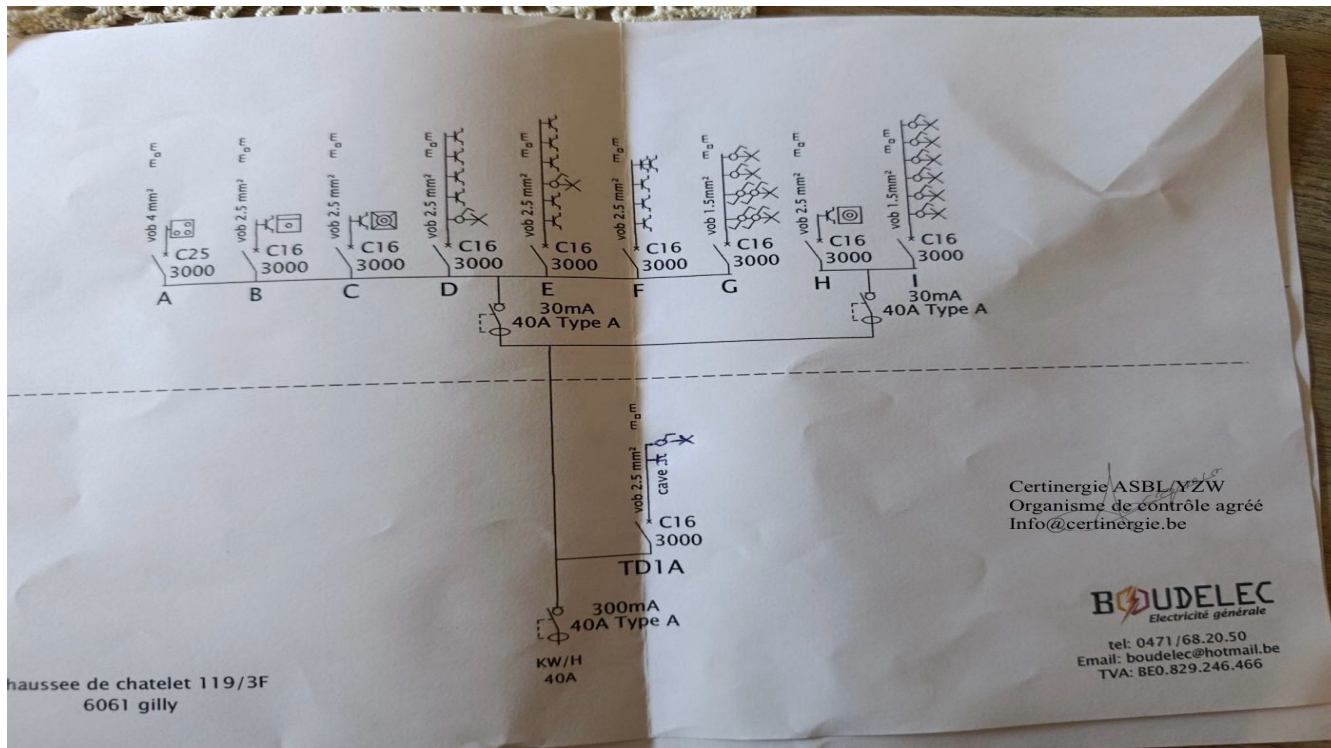 vob 4 mm²
vob 2.5 mm²
vob 2.5 mm²
vob 2.5 mm²
vob 2.5 mm²
vob 2.5 mm²
vob 1.5mm²
vob 2.5 mm²
vob 1.5mm²
C25
3000
C16
3000
C16
3000
C16
3000
C16
3000
C16
3000
C16
3000
C16
3000
C16
3000
A
B
C
D
E
F
G
H
I
30mA
40A Type A
30mA
40A Type A
vob 2.5 mm²
cave
C16
3000
TD1A
300mA
40A Type A
KW/H
40A
haussee de chatelet 119/3F
6061 gilly
Certinergie ASBL/YZW
Organisme de contrôle agréé
Info@certinergie.be
BOUDELEC
Electricité générale
tel: 0471/68.20.50
Email: boudelec@hotmail.be
TVA: BE0.829.246.466